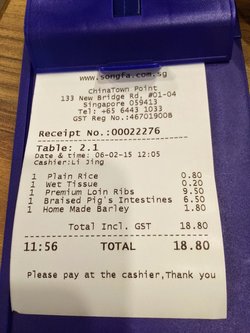 www.songfa.com.sg
ChinaTown Point
133 New Bridge Rd, #01-04
Singapore 059413
Tel: +65 6443 1033
GST Reg No.:46701900B
Receipt No.:00022276
Table: 2.1
Date & time: 06-02-15 12:05
Cashier:Li Jing
1 Plain Rice 0.80
1 Wet Tissue 0.20
1 Premium Loin Ribs 9.50
1 Braised Pig's Intestines 6.50
1 Home Made Barley 1.80
Total Incl. GST 18.80
11:56 TOTAL 18.80
Please pay at the cashier,Thank you